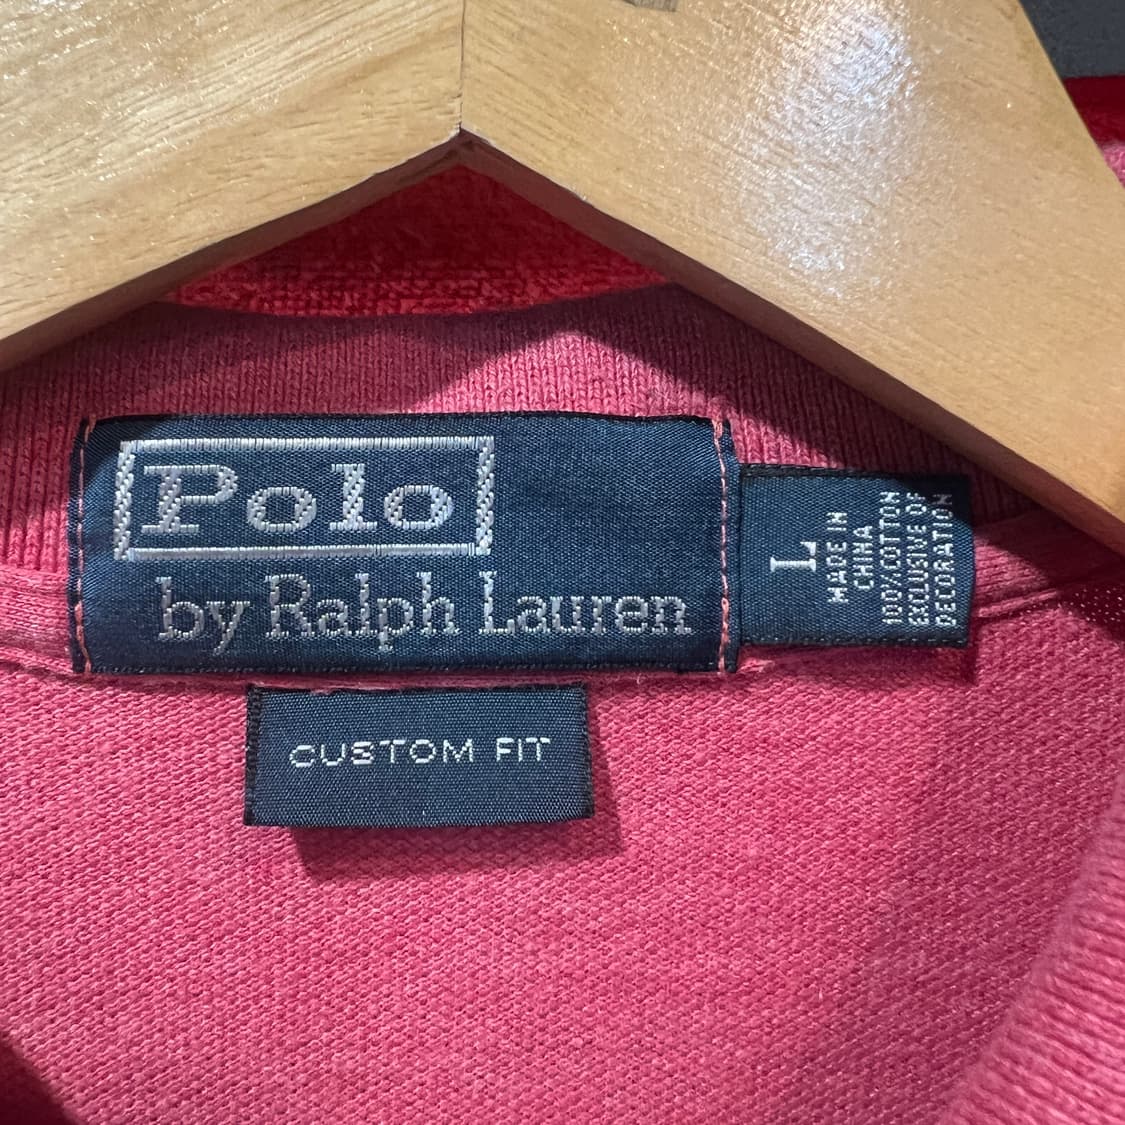 Polo
by Ralph Lauren
L
MADE IN
CHINA
100% COTTON
EXCLUSIVE OF
DECORATION
CUSTOM FIT